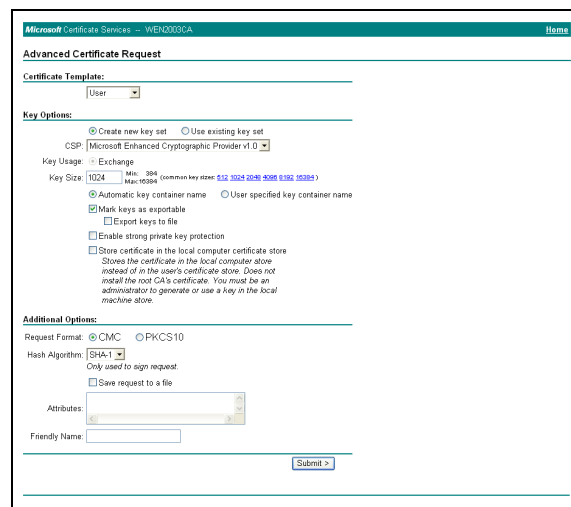 Microsoft Certificate Services -- WEN2003CA Home
Advanced Certificate Request
Certificate Template:
User
Key Options:
Create new key set Use existing key set
CSP: Microsoft Enhanced Cryptographic Provider v1.0
Key Usage: Exchange
Key Size: 1024 Min: 384 Max:16384 (common key sizes: 512 1024 2048 4096 8192 16384 )
Automatic key container name User specified key container name
Mark keys as exportable
Export keys to file
Enable strong private key protection
Store certificate in the local computer certificate store
Stores the certificate in the local computer store
instead of in the user's certificate store. Does not
install the root CA's certificate. You must be an
administrator to generate or use a key in the local
machine store.
Additional Options:
Request Format: CMC PKCS10
Hash Algorithm: SHA-1
Only used to sign request.
Save request to a file
Attributes:
Friendly Name:
Submit >